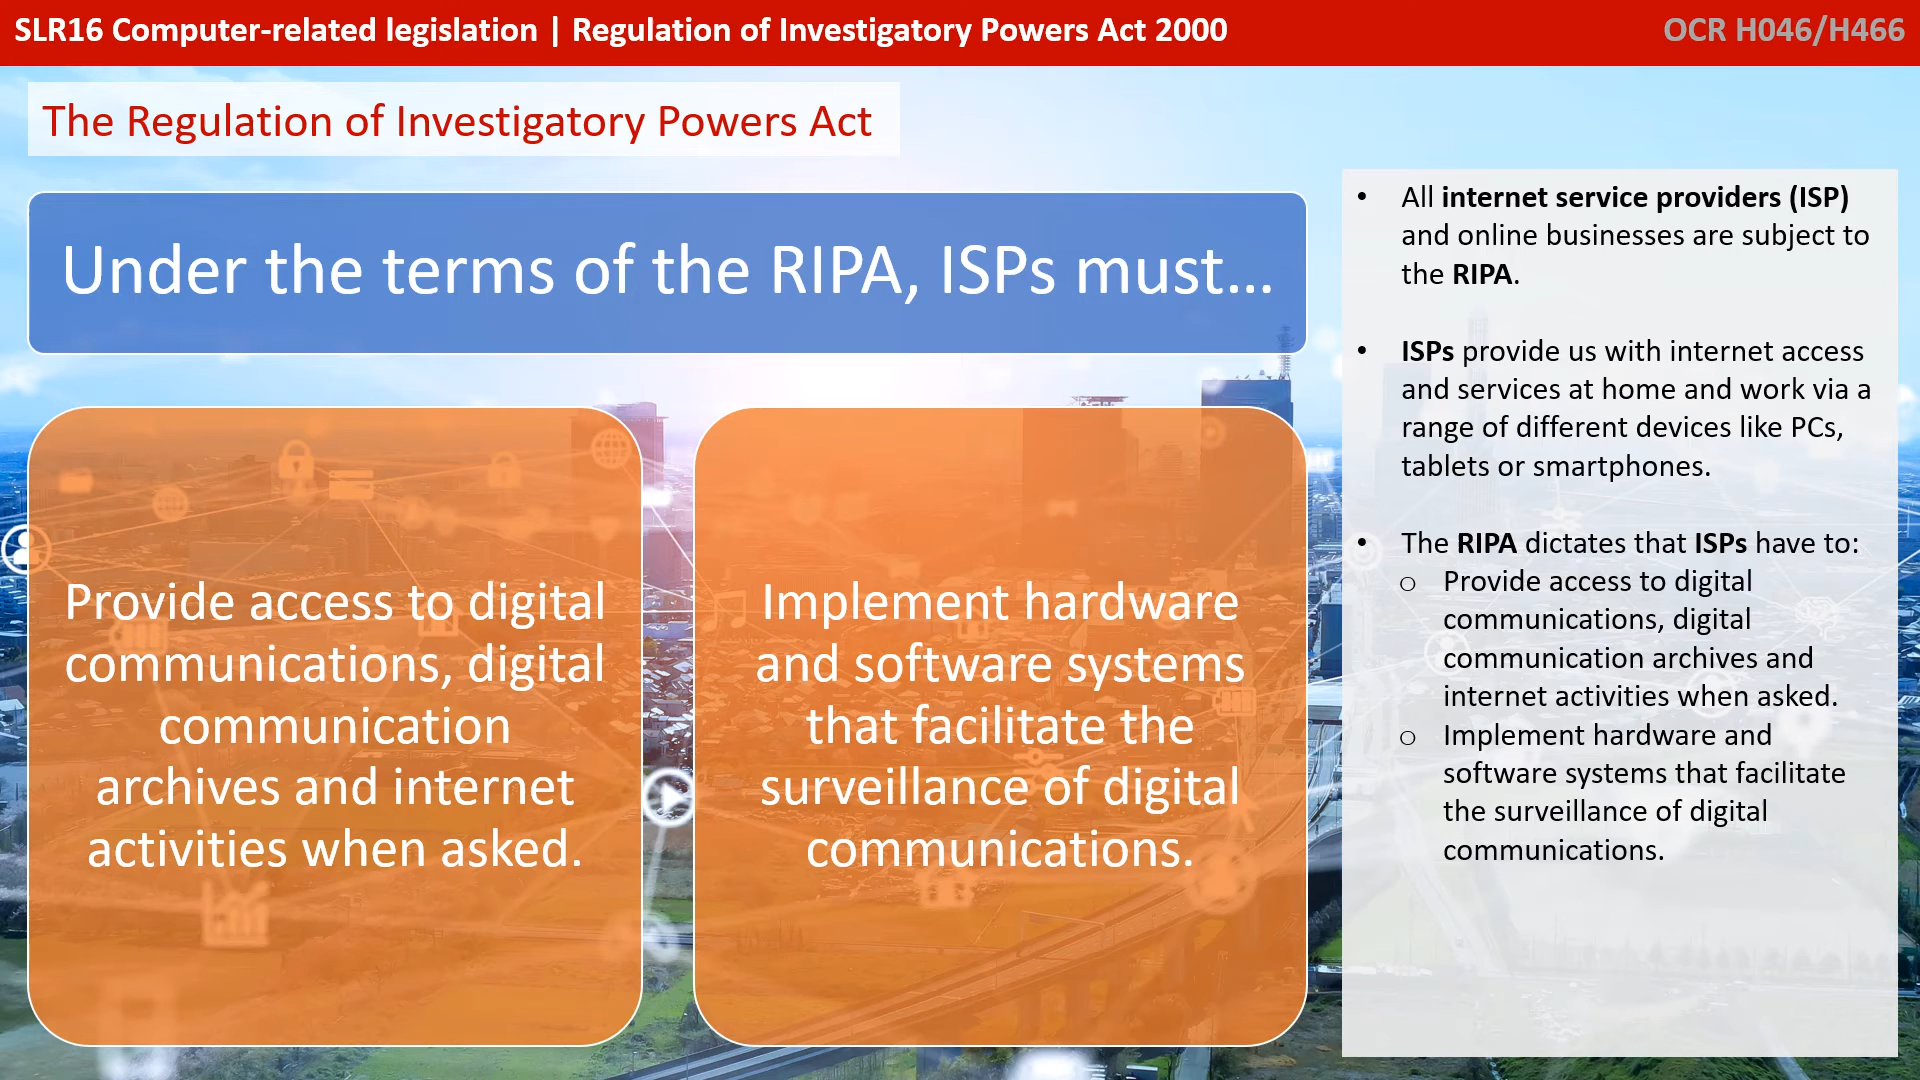 SLR16 Computer-related legislation | Regulation of Investigatory Powers Act 2000
OCR H046/H466
The Regulation of Investigatory Powers Act
Under the terms of the RIPA, ISPs must...
Provide access to digital
communications, digital
communication
archives and internet
activities when asked.
Implement hardware
and software systems
that facilitate the
surveillance of digital
communications.
• All internet service providers (ISP)
and online businesses are subject to
the RIPA.
• ISPs provide us with internet access
and services at home and work via a
range of different devices like PCs,
tablets or smartphones.
• The RIPA dictates that ISPs have to:
o Provide access to digital
communications, digital
communication archives and
internet activities when asked.
o Implement hardware and
software systems that facilitate
the surveillance of digital
communications.